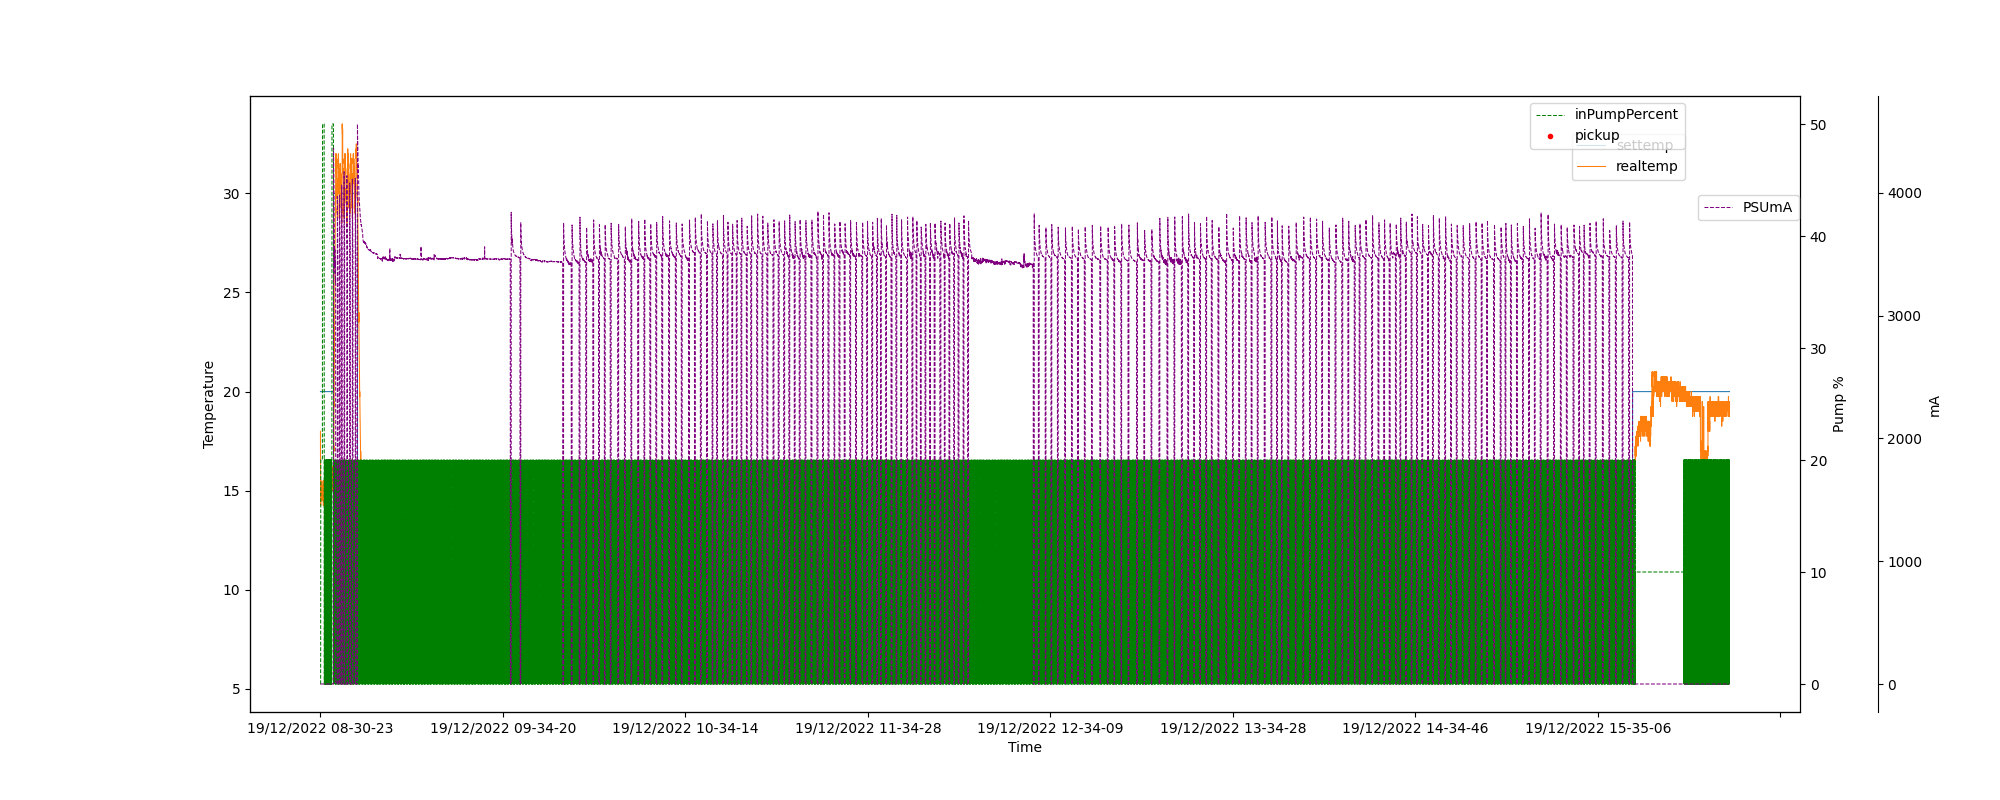 inPumpPercent
pickup
settemp
realtemp
PSUmA
30
25
20
15
10
5
Temperature
50
40
30
20
10
0
Pump %
4000
3000
2000
1000
0
mA
19/12/2022 08-30-23
19/12/2022 09-34-20
19/12/2022 10-34-14
19/12/2022 11-34-28
19/12/2022 12-34-09
19/12/2022 13-34-28
19/12/2022 14-34-46
19/12/2022 15-35-06
Time